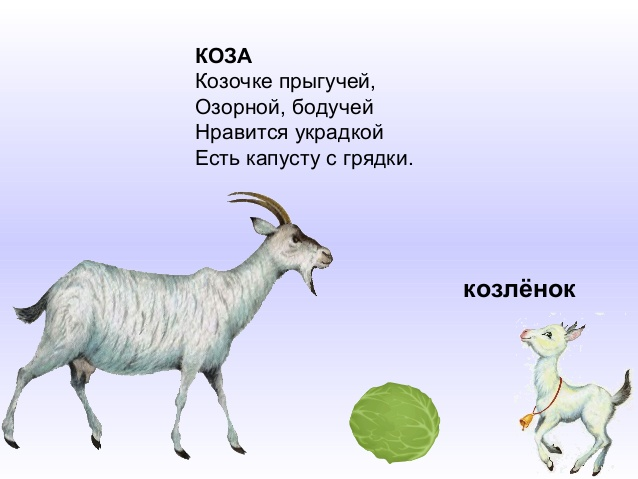 КОЗА
Козочке прыгучей,
Озорной, бодучей
Нравится украдкой
Есть капусту с грядки.
козлёнок